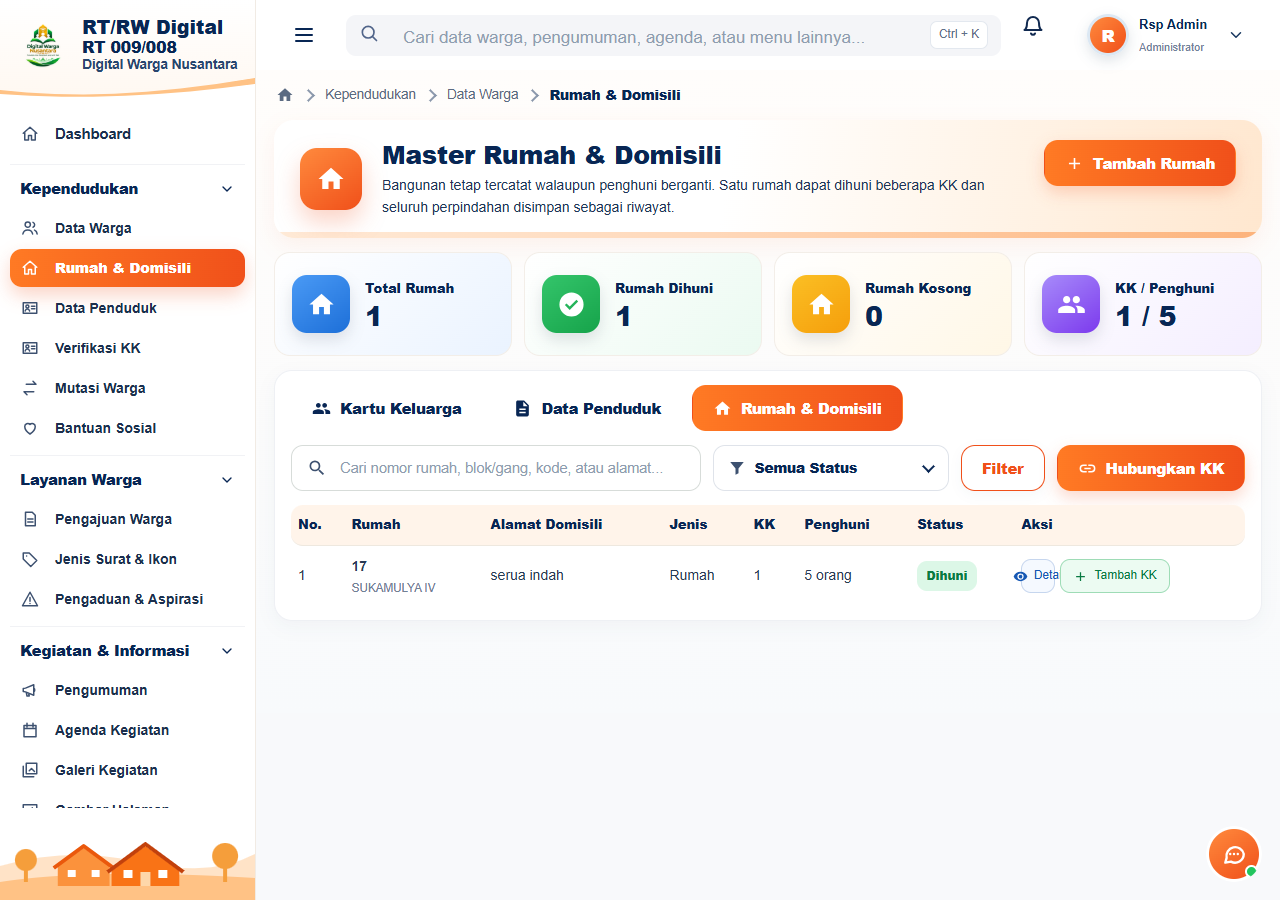 RT/RW Digital
RT 009/008
Digital Warga Nusantara
Ctrl + K
Cari data warga, pengumuman, agenda, atau menu lainnya...
R
Rsp Admin
Administrator
Kependudukan
Data Warga
Rumah & Domisili
Dashboard
Kependudukan
Data Warga
Rumah & Domisili
Data Penduduk
Verifikasi KK
Mutasi Warga
Bantuan Sosial
Layanan Warga
Pengajuan Warga
Jenis Surat & Ikon
Pengaduan & Aspirasi
Kegiatan & Informasi
Pengumuman
Agenda Kegiatan
Galeri Kegiatan
Master Rumah & Domisili
Bangunan tetap tercatat walaupun penghuni berganti. Satu rumah dapat dihuni beberapa KK dan
seluruh perpindahan disimpan sebagai riwayat.
Tambah Rumah
Total Rumah
1
Rumah Dihuni
1
Rumah Kosong
0
KK / Penghuni
1 / 5
Kartu Keluarga
Data Penduduk
Rumah & Domisili
Cari nomor rumah, blok/gang, kode, atau alamat...
Semua Status
Filter
Hubungkan KK
No. Rumah Alamat Domisili Jenis KK Penghuni Status Aksi
1 17 serua indah Rumah 1 5 orang Dihuni Deta Tambah KK
SUKAMULYA IV